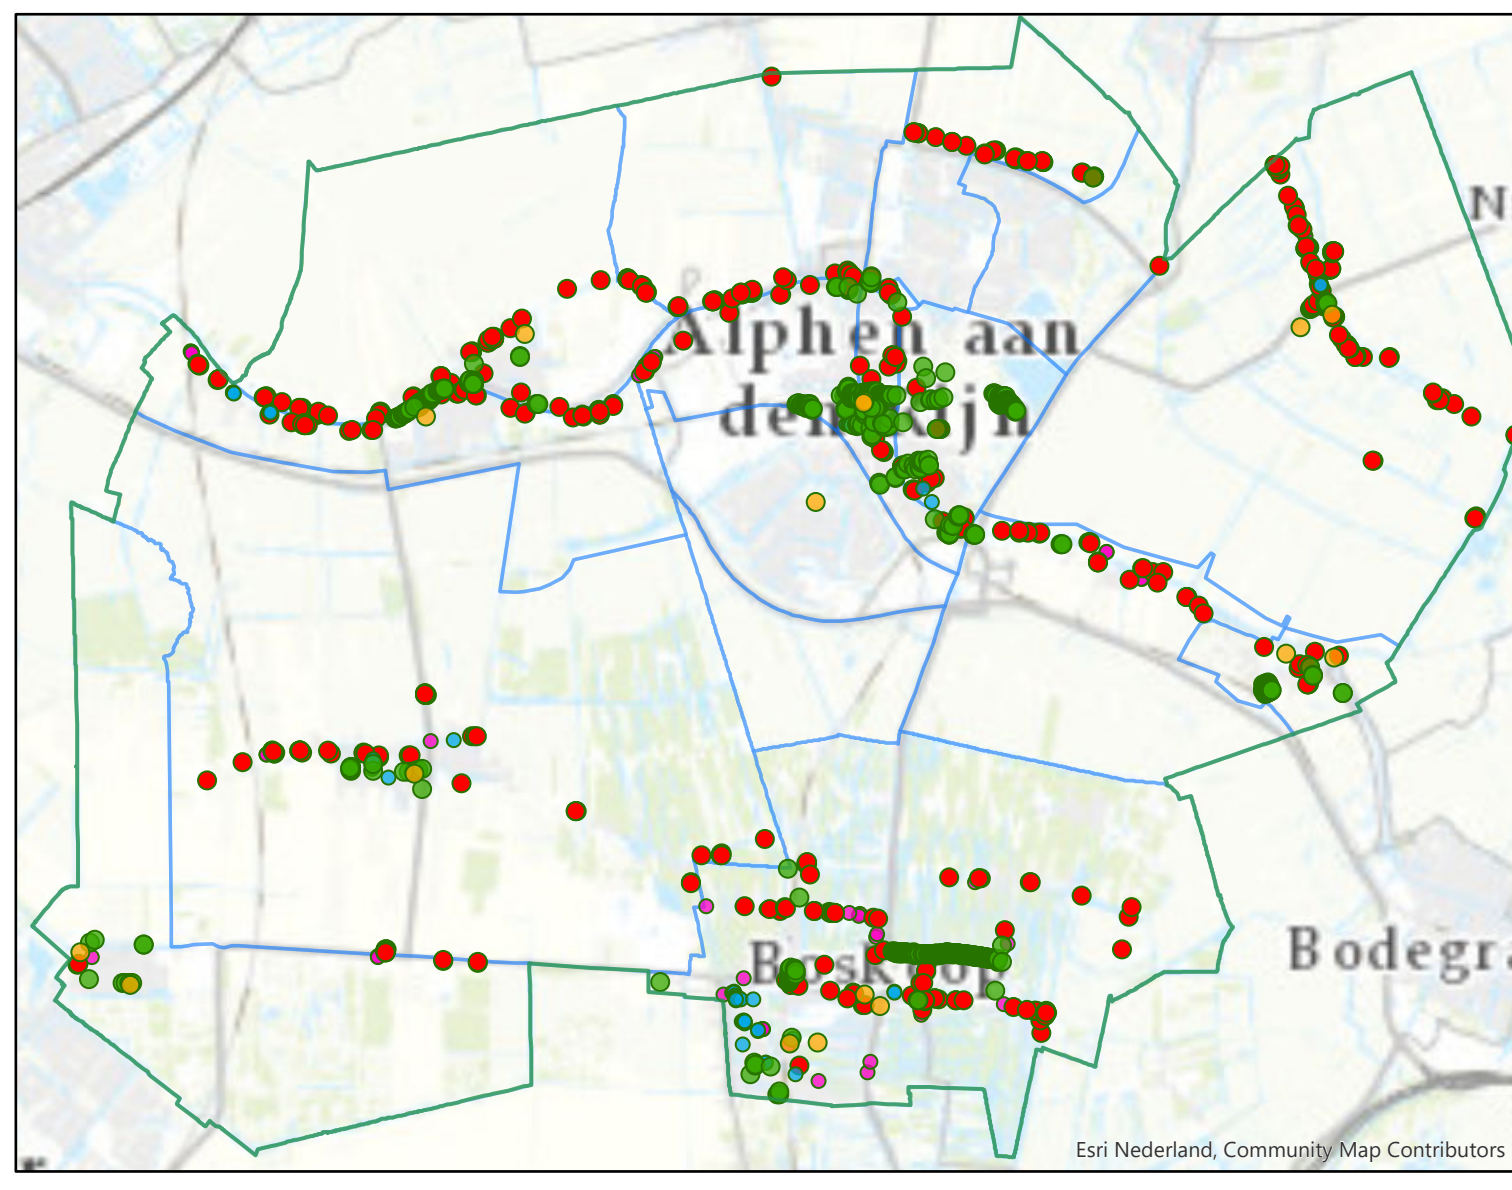 N
Alphen aan
den Rijn
Boskoop
Bodegra
Esri Nederland, Community Map Contributors